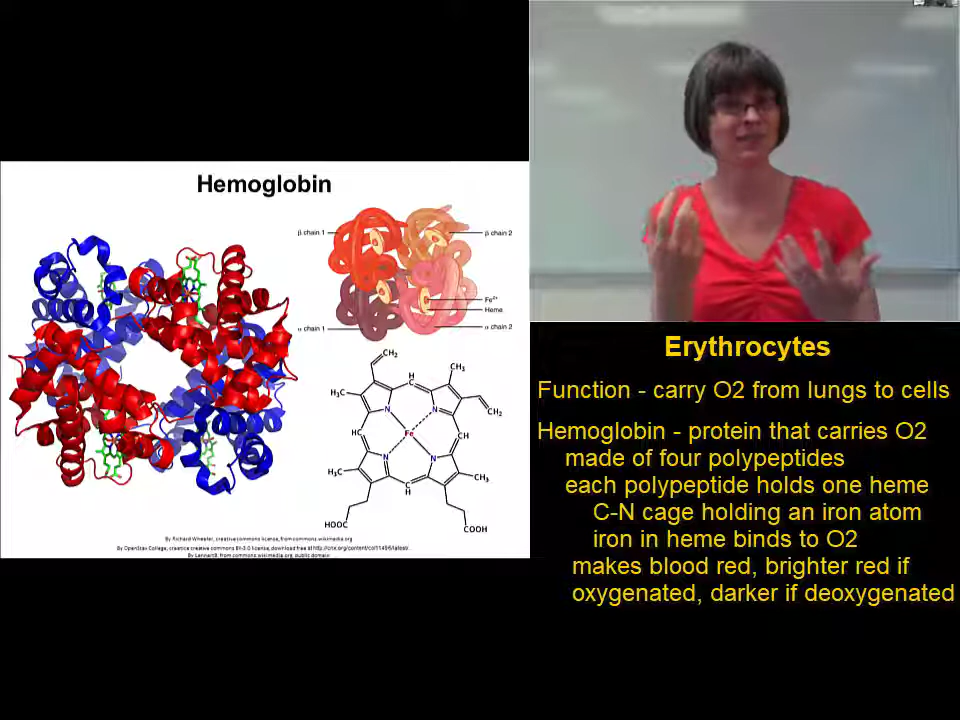 Hemoglobin
β chain 1
β chain 2
Fe2+
Heme
α chain 1
α chain 2
CH2
CH3
H
C
H3C
N
N
CH2
HC
Fe
CH
N
N
H3C
CH3
C
H
HOOC
COOH
By Richard Wheeler, creative commons license, from commons.wikimedia.org
By OpenStax College, creatice creative commons BY-3.0 license, download free at http://cnx.org/content/col11496/latest/.
By LennartB, from commons.wikimedia.org, public domain
Erythrocytes
Function - carry O2 from lungs to cells
Hemoglobin - protein that carries O2
made of four polypeptides
each polypeptide holds one heme
C-N cage holding an iron atom
iron in heme binds to O2
makes blood red, brighter red if
oxygenated, darker if deoxygenated